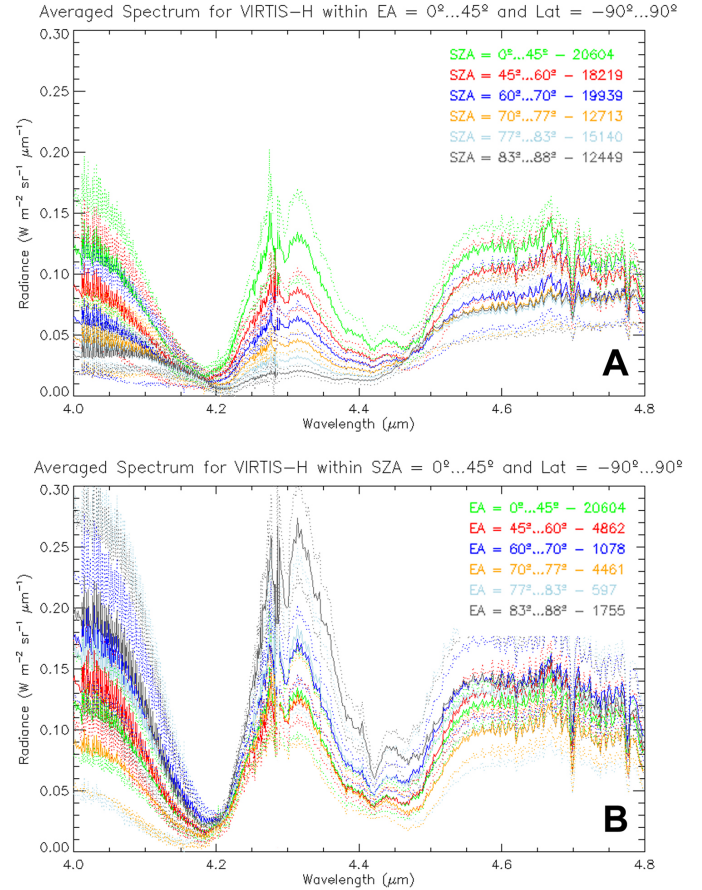 Averaged Spectrum for VIRTIS-H within EA = 0º...45º and Lat = -90º...90º
0.30
0.25
0.20
0.15
0.10
0.05
0.00
Radiance (W m⁻² sr⁻¹ μm⁻¹)
SZA = 0º...45º - 20604
SZA = 45º...60º - 18219
SZA = 60º...70º - 19939
SZA = 70º...77º - 12713
SZA = 77º...83º - 15140
SZA = 83º...88º - 12449
A
4.0 4.2 4.4 4.6 4.8
Wavelength (μm)
Averaged Spectrum for VIRTIS-H within SZA = 0º...45º and Lat = -90º...90º
0.30
0.25
0.20
0.15
0.10
0.05
0.00
Radiance (W m⁻² sr⁻¹ μm⁻¹)
EA = 0º...45º - 20604
EA = 45º...60º - 4862
EA = 60º...70º - 1078
EA = 70º...77º - 4461
EA = 77º...83º - 597
EA = 83º...88º - 1755
B
4.0 4.2 4.4 4.6 4.8
Wavelength (μm)